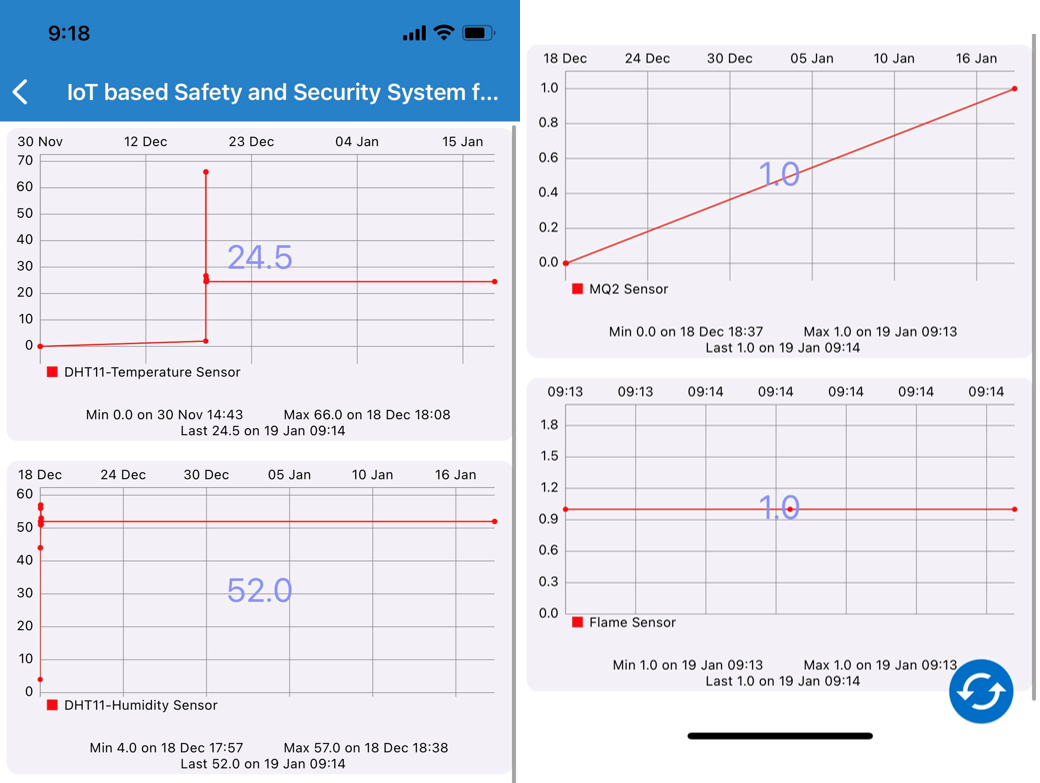 9:18
IoT based Safety and Security System f...
30 Nov 12 Dec 23 Dec 04 Jan 15 Jan
70
60
50
40
30
20
10
0
24.5
DHT11-Temperature Sensor
Min 0.0 on 30 Nov 14:43 Max 66.0 on 18 Dec 18:08
Last 24.5 on 19 Jan 09:14
18 Dec 24 Dec 30 Dec 05 Jan 10 Jan 16 Jan
60
50
40
30
20
10
0
52.0
DHT11-Humidity Sensor
Min 4.0 on 18 Dec 17:57 Max 57.0 on 18 Dec 18:38
Last 52.0 on 19 Jan 09:14
18 Dec 24 Dec 30 Dec 05 Jan 10 Jan 16 Jan
1.0
0.8
0.6
0.4
0.2
0.0
1.0
MQ2 Sensor
Min 0.0 on 18 Dec 18:37 Max 1.0 on 19 Jan 09:13
Last 1.0 on 19 Jan 09:14
09:13 09:13 09:14 09:14 09:14 09:14 09:14
1.8
1.5
1.2
0.9
0.6
0.3
0.0
1.0
Flame Sensor
Min 1.0 on 19 Jan 09:13 Max 1.0 on 19 Jan 09:13
Last 1.0 on 19 Jan 09:14